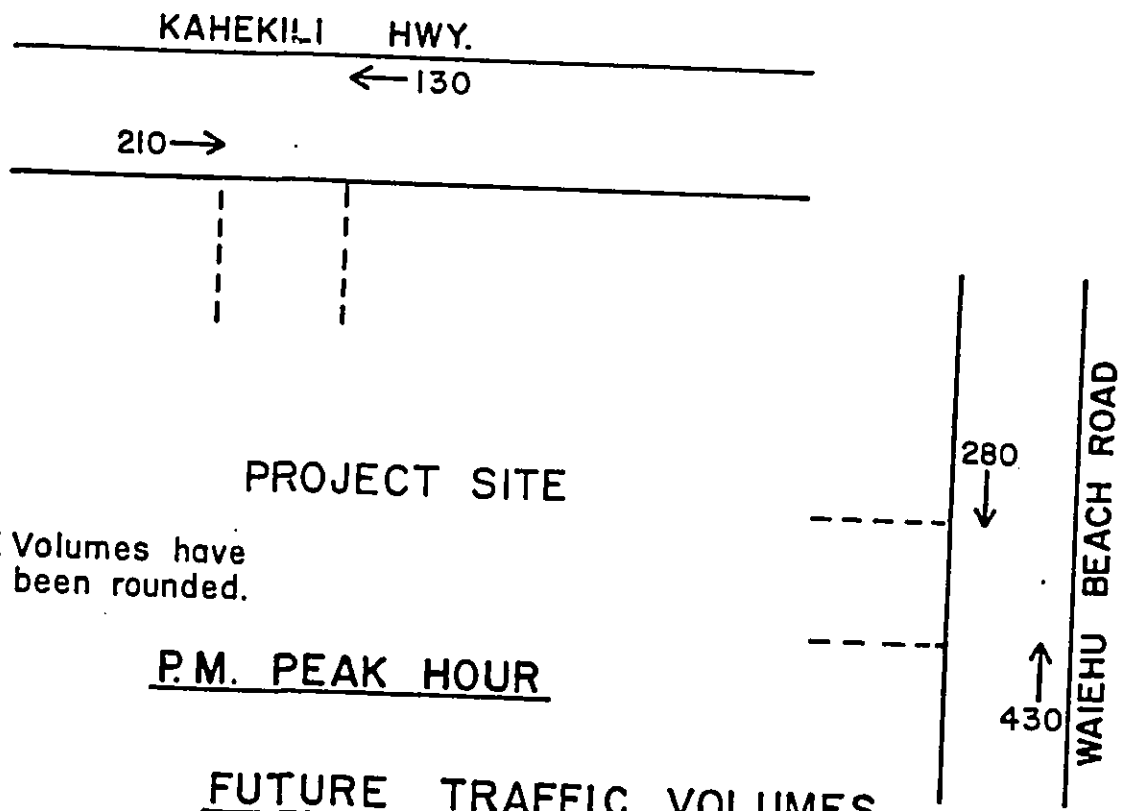 KAHEKILI HWY.
←130
210→
280
PROJECT SITE
WAIEHU BEACH ROAD
Volumes have
been rounded.
P.M. PEAK HOUR
430
FUTURE TRAFFIC VOLUMES